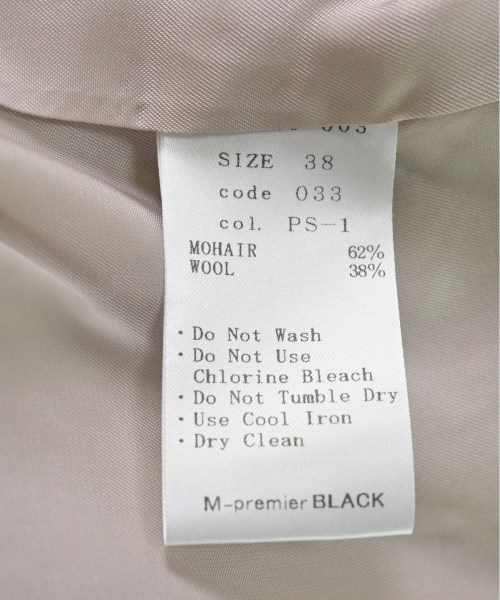 003
SIZE 38
code 033
col. PS-1
MOHAIR 62%
WOOL 38%
・Do Not Wash
・Do Not Use
Chlorine Bleach
・Do Not Tumble Dry
・Use Cool Iron
・Dry Clean
M-premier BLACK